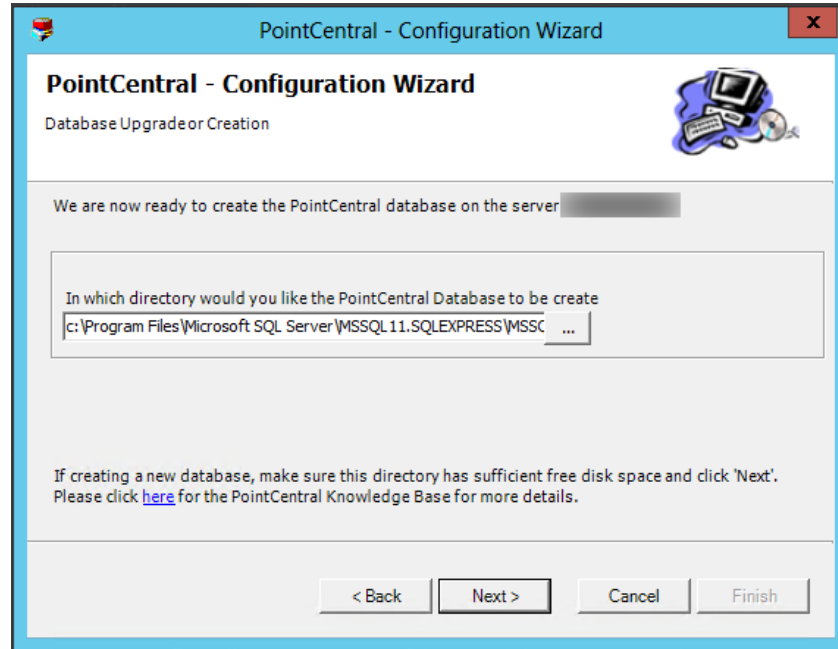 PointCentral - Configuration Wizard
x
PointCentral - Configuration Wizard
Database Upgrade or Creation
We are now ready to create the PointCentral database on the server
In which directory would you like the PointCentral Database to be create
c:\Program Files\Microsoft SQL Server\MSSQL11.SQLEXPRESS\MSSC
...
If creating a new database, make sure this directory has sufficient free disk space and click 'Next'.
Please click here for the PointCentral Knowledge Base for more details.
< Back Next > Cancel Finish